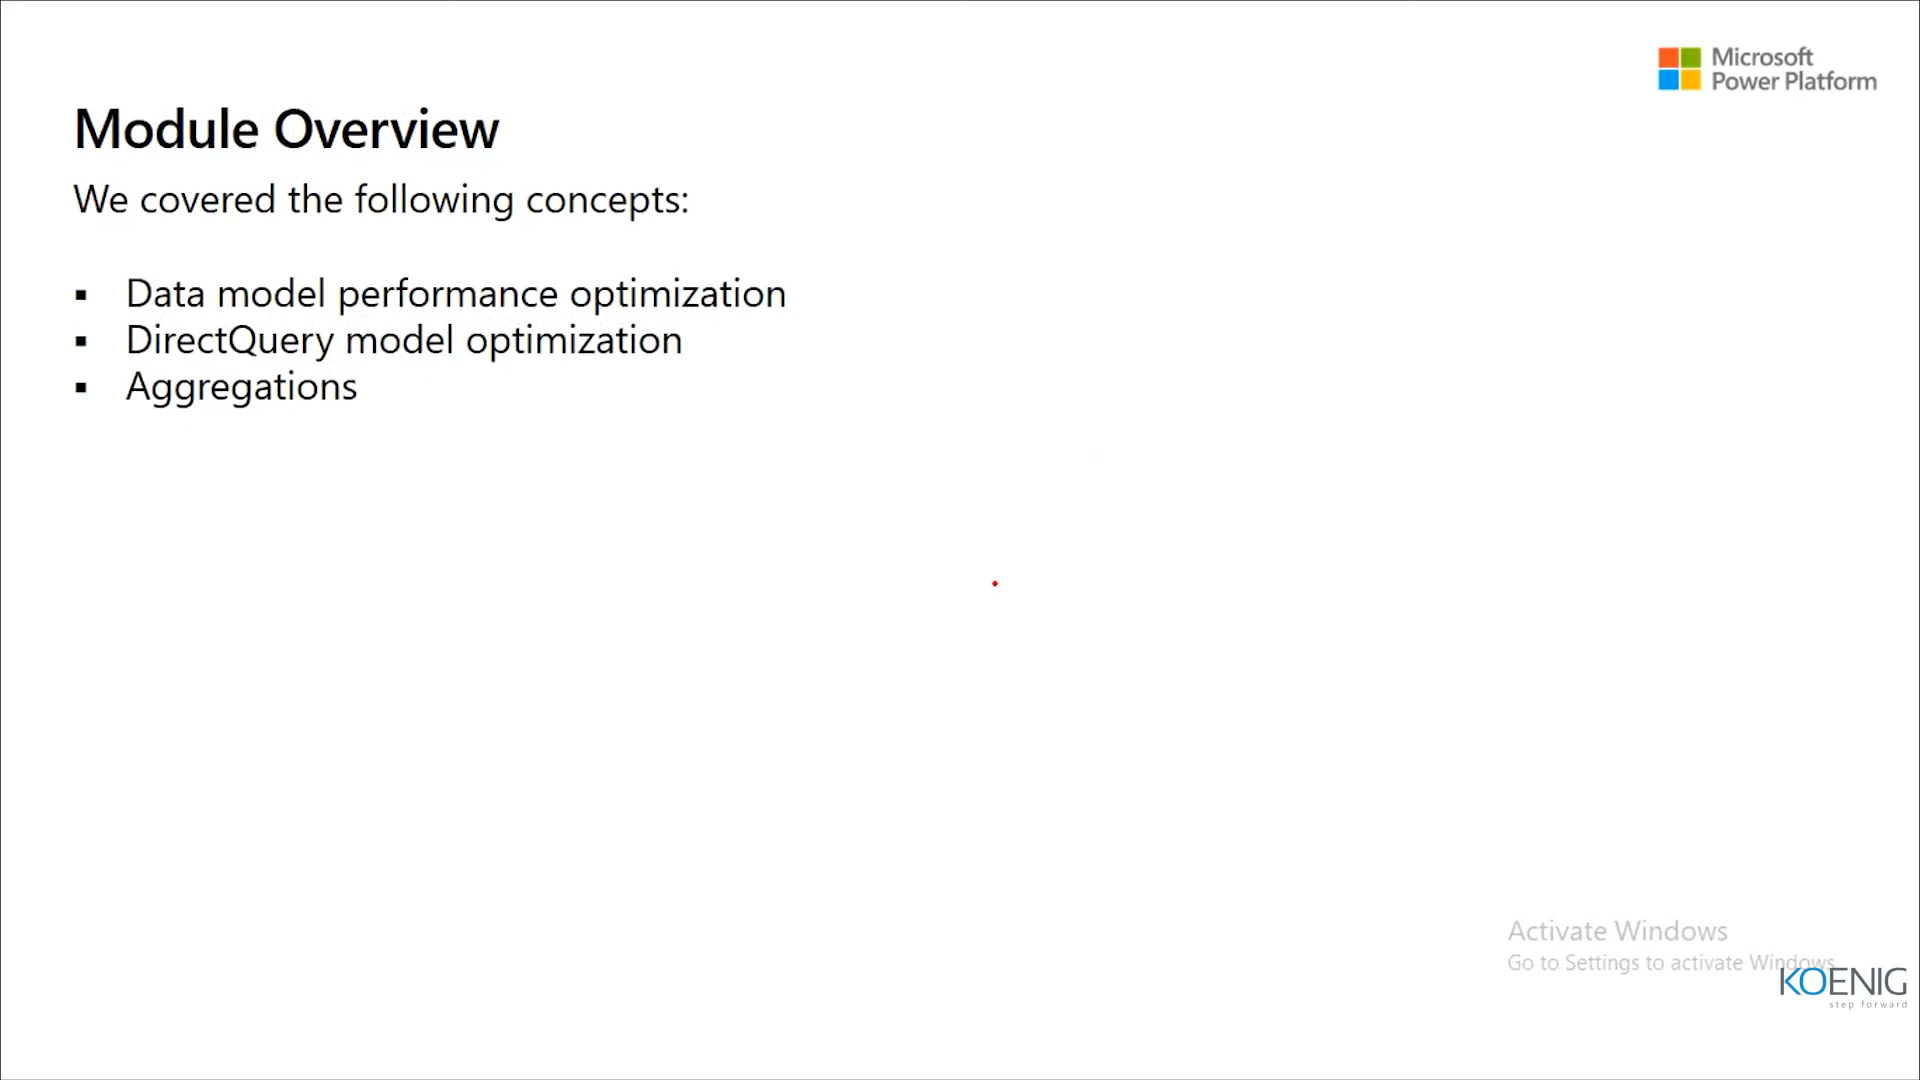 Microsoft
Power Platform
Module Overview
We covered the following concepts:
▪ Data model performance optimization
▪ DirectQuery model optimization
▪ Aggregations
Activate Windows
Go to Settings to activate Windows.
KOENIG
step forward